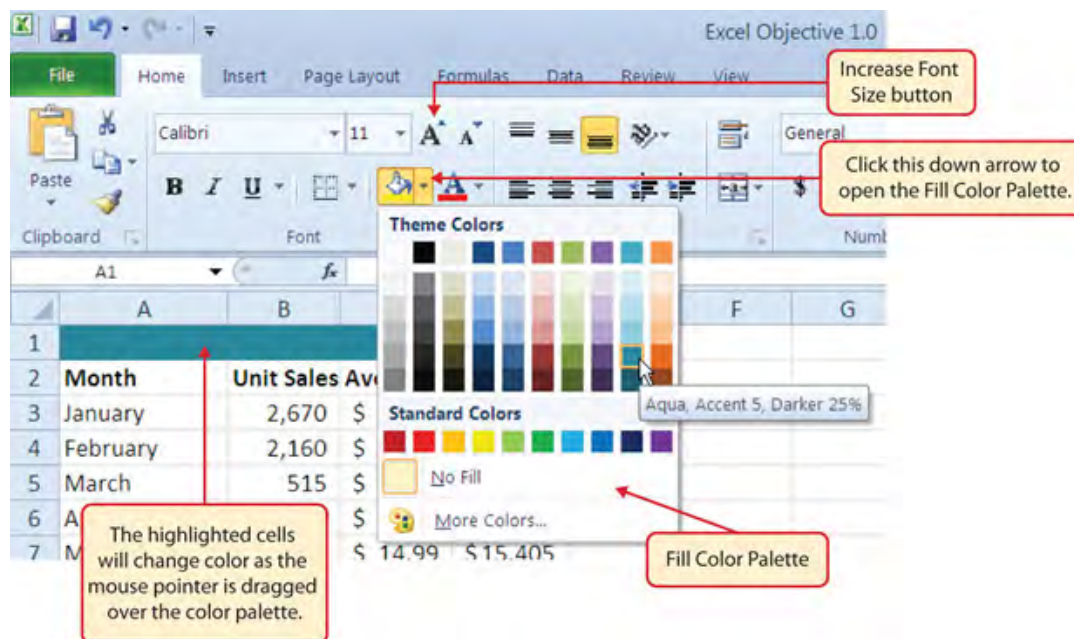 Excel Objective 1.0
File Home Insert Page Layout Formulas Data Review View
Increase Font
Size button
Calibri 11 A A General
Paste
B I U A $
Click this down arrow to
open the Fill Color Palette.
Clipboard Font Numb
A1 fx
Theme Colors
A B F G
1
2 Month Unit Sales Av
3 January 2,670 $
4 February 2,160 $
5 March 515 $
6 A $
7 M $ 14.99 $ 15,405
Aqua, Accent 5, Darker 25%
Standard Colors
No Fill
More Colors...
The highlighted cells
will change color as the
mouse pointer is dragged
over the color palette.
Fill Color Palette